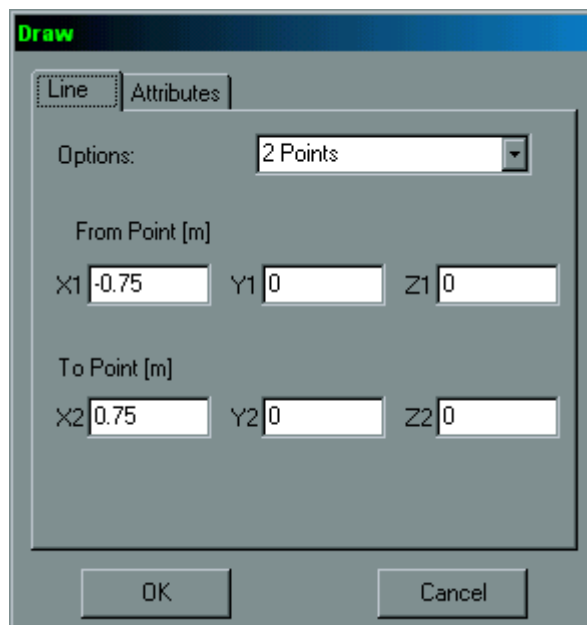 Draw
Line Attributes
Options: 2 Points
From Point [m]
X1 -0.75 Y1 0 Z1 0
To Point [m]
X2 0.75 Y2 0 Z2 0
OK Cancel